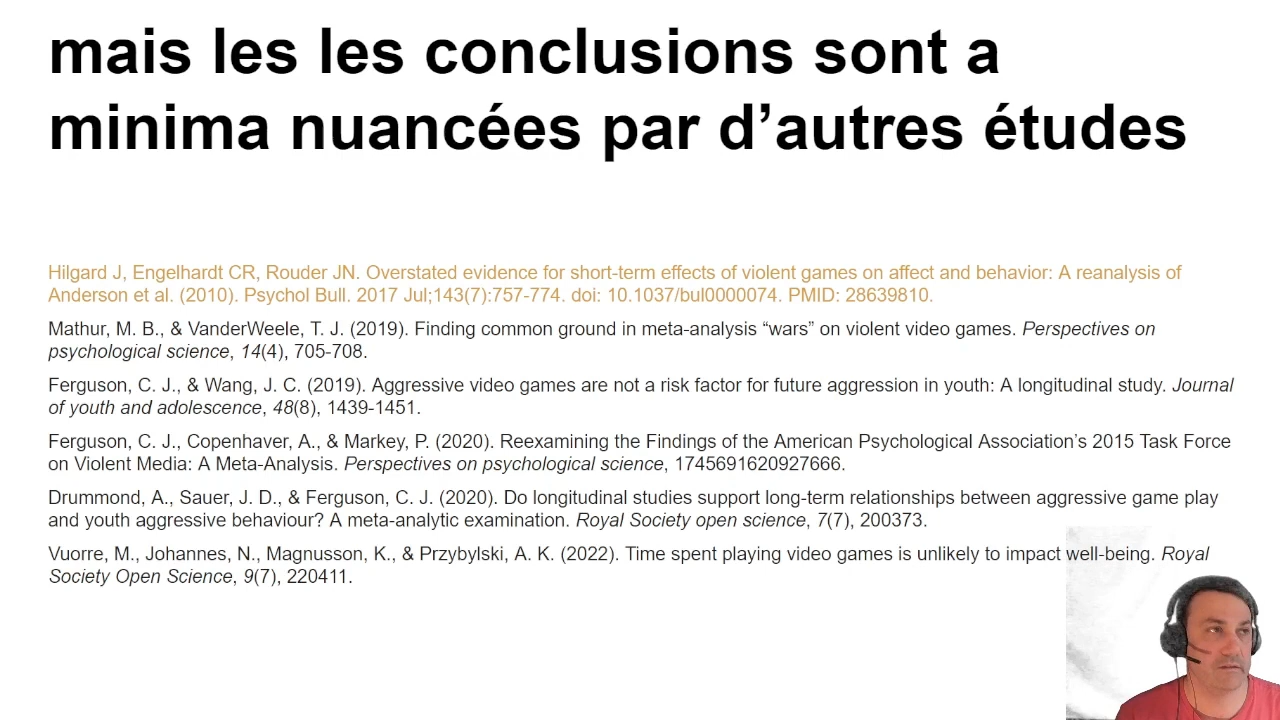 mais les les conclusions sont a
minima nuancées par d’autres études
Hilgard J, Engelhardt CR, Rouder JN. Overstated evidence for short-term effects of violent games on affect and behavior: A reanalysis of
Anderson et al. (2010). Psychol Bull. 2017 Jul;143(7):757-774. doi: 10.1037/bul0000074. PMID: 28639810.
Mathur, M. B., & VanderWeele, T. J. (2019). Finding common ground in meta-analysis “wars” on violent video games. Perspectives on
psychological science, 14(4), 705-708.
Ferguson, C. J., & Wang, J. C. (2019). Aggressive video games are not a risk factor for future aggression in youth: A longitudinal study. Journal
of youth and adolescence, 48(8), 1439-1451.
Ferguson, C. J., Copenhaver, A., & Markey, P. (2020). Reexamining the Findings of the American Psychological Association’s 2015 Task Force
on Violent Media: A Meta-Analysis. Perspectives on psychological science, 1745691620927666.
Drummond, A., Sauer, J. D., & Ferguson, C. J. (2020). Do longitudinal studies support long-term relationships between aggressive game play
and youth aggressive behaviour? A meta-analytic examination. Royal Society open science, 7(7), 200373.
Vuorre, M., Johannes, N., Magnusson, K., & Przybylski, A. K. (2022). Time spent playing video games is unlikely to impact well-being. Royal
Society Open Science, 9(7), 220411.